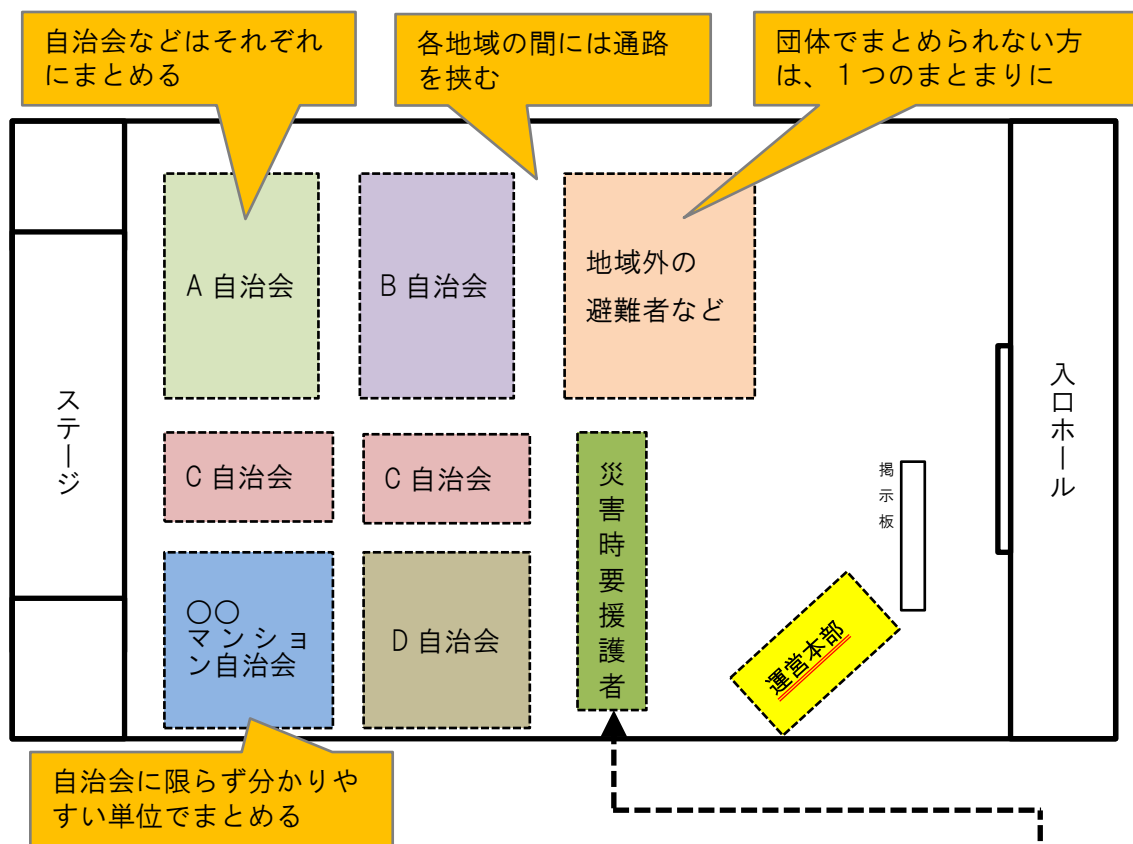 自治会などはそれぞれ
にまとめる
各地域の間には通路
を挟む
団体でまとめられない方
は、１つのまとまりに
A 自治会
B 自治会
地域外の
避難者など
ステージ
C 自治会
C 自治会
災害時要援護者
掲示板
入口ホール
〇〇
マンショ
ン自治会
D 自治会
運営本部
自治会に限らず分かりや
すい単位でまとめる